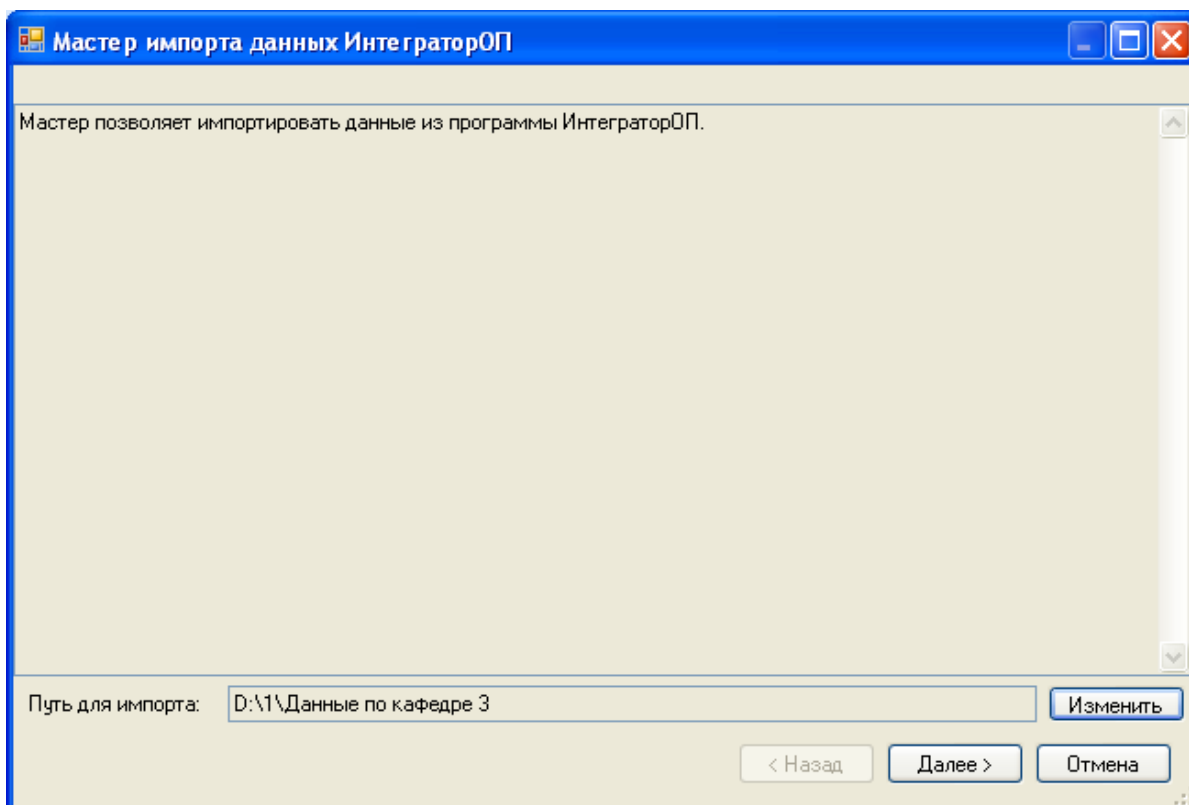 Мастер импорта данных ИнтеграторОП
Мастер позволяет импортировать данные из программы ИнтеграторОП.
Путь для импорта: D:\1\Данные по кафедре 3 Изменить
< Назад Далее > Отмена